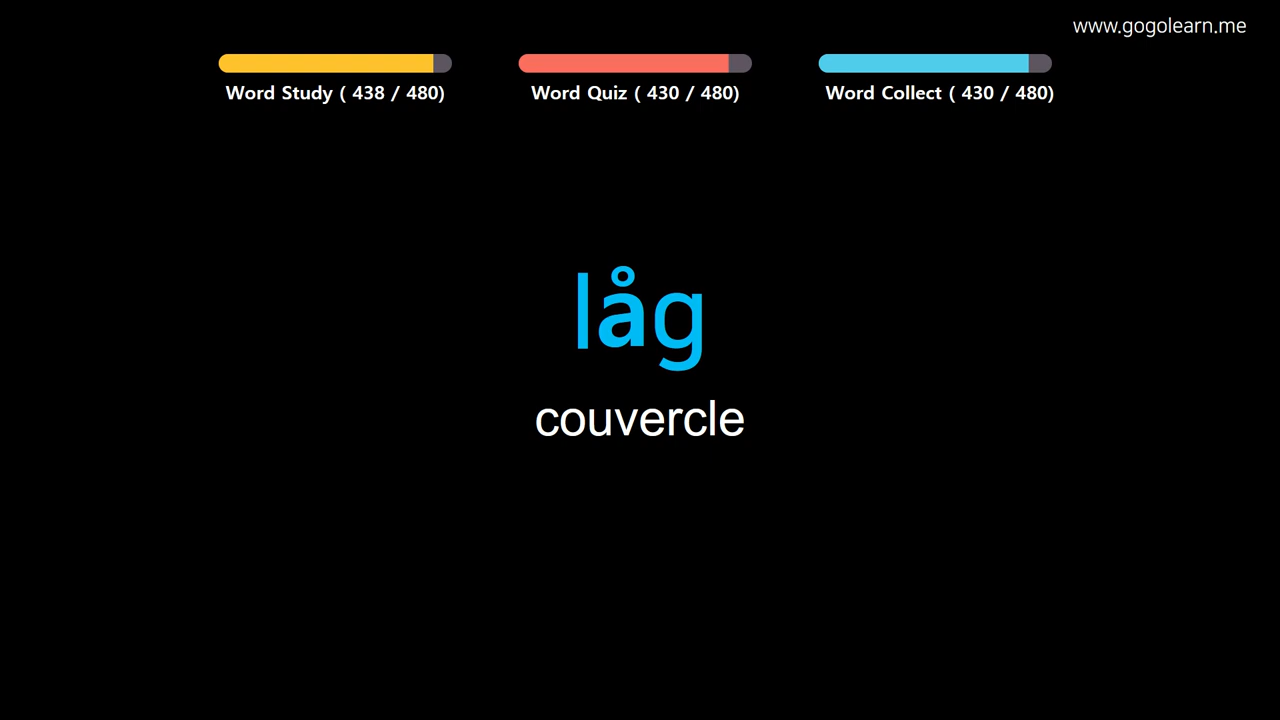 www.gogolearn.me
Word Study ( 438 / 480)
Word Quiz ( 430 / 480)
Word Collect ( 430 / 480)
låg
couvercle